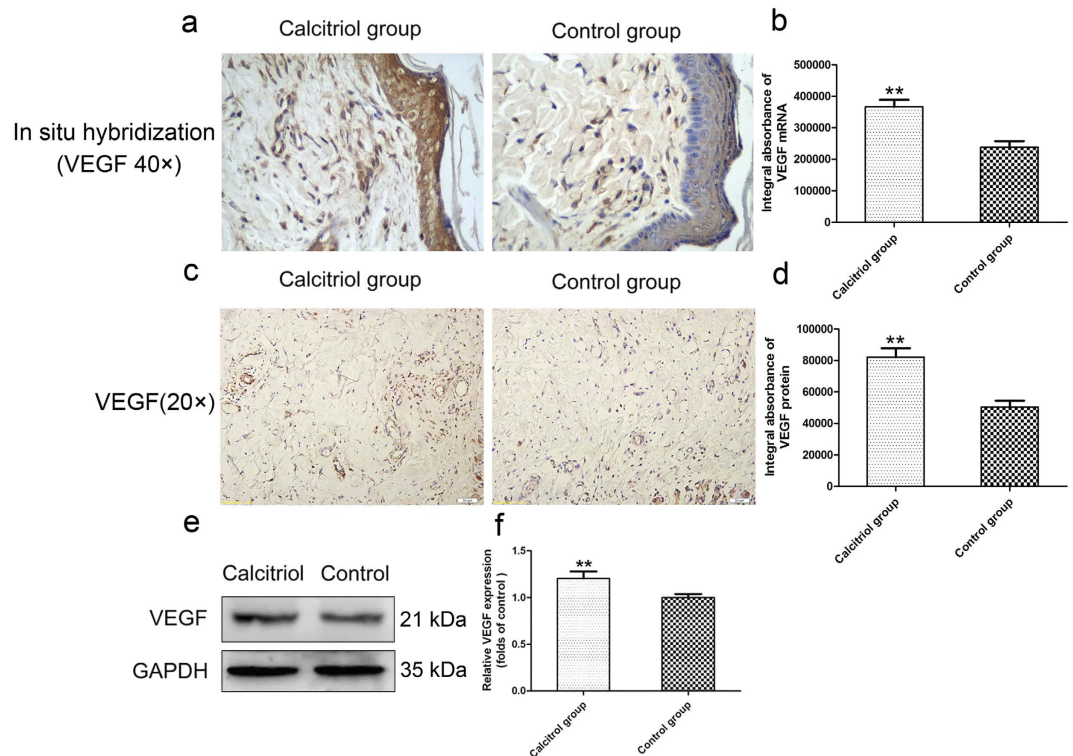 a
Calcitriol group
Control group
In situ hybridization
(VEGF 40×)
b
Integral absorbance of
VEGF mRNA
500000
400000
300000
200000
100000
0
**
Calcitriol group
Control group
c
Calcitriol group
Control group
VEGF(20×)
d
Integral absorbance of
VEGF protein
100000
80000
60000
40000
20000
0
**
Calcitriol group
Control group
e
Calcitriol
Control
VEGF
21 kDa
GAPDH
35 kDa
f
Relative VEGF expression
(folds of control )
1.5
1.0
0.5
0.0
**
Calcitrol group
Control group